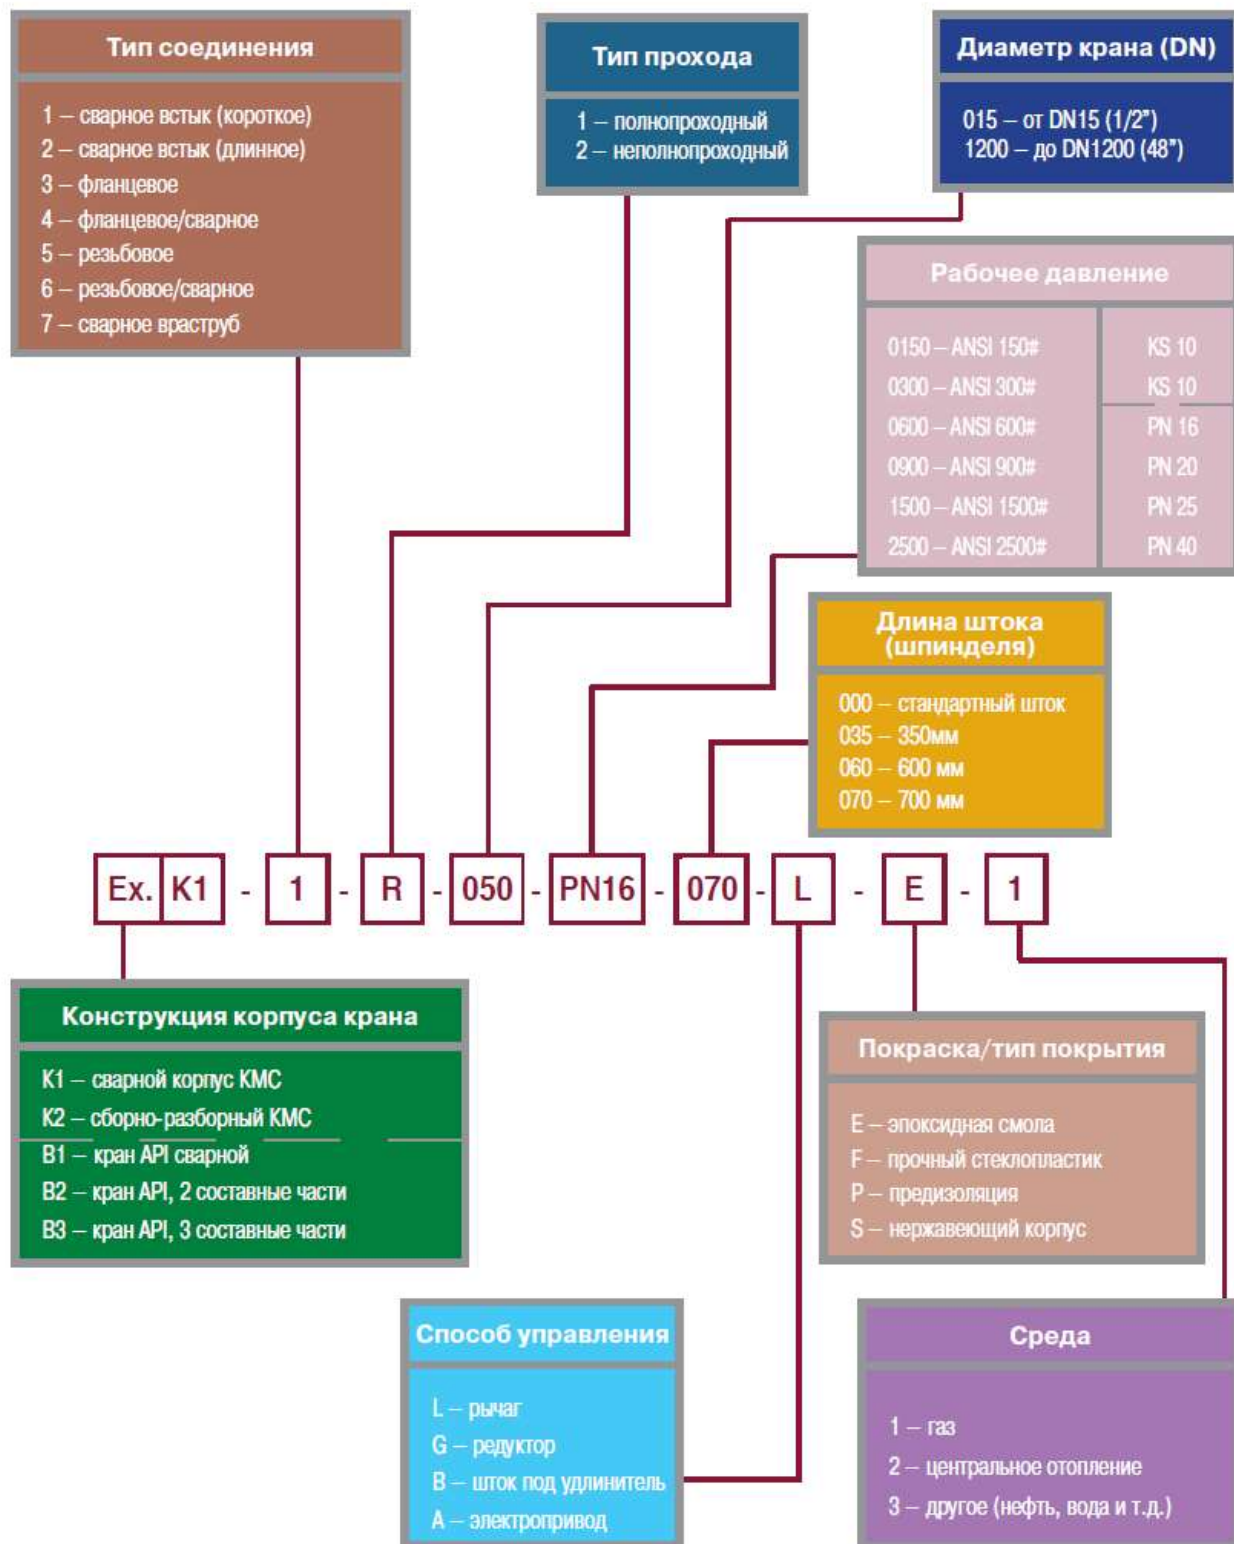 Тип соединения
1 – сварное встык (короткое)
2 – сварное встык (длинное)
3 – фланцевое
4 – фланцевое/сварное
5 – резьбовое
6 – резьбовое/сварное
7 – сварное враструб
Тип прохода
1 – полнопроходный
2 – неполнопроходный
Диаметр крана (DN)
015 – от DN15 (1/2")
1200 – до DN1200 (48")
Рабочее давление
0150 – ANSI 150# KS 10
0300 – ANSI 300# KS 10
0600 – ANSI 600# PN 16
0900 – ANSI 900# PN 20
1500 – ANSI 1500# PN 25
2500 – ANSI 2500# PN 40
Длина штока
(шпинделя)
000 – стандартный шток
035 – 350мм
060 – 600 мм
070 – 700 мм
Ex. K1 - 1 - R - 050 - PN16 - 070 - L - E - 1
Конструкция корпуса крана
K1 – сварной корпус КМС
K2 – сборно-разборный КМС
B1 – кран API сварной
B2 – кран API, 2 составные части
B3 – кран API, 3 составные части
Покраска/тип покрытия
E – эпоксидная смола
F – прочный стеклопластик
P – предизоляция
S – нержавеющий корпус
Способ управления
L – рычаг
G – редуктор
B – шток под удлинитель
A – электропривод
Среда
1 – газ
2 – центральное отопление
3 – другое (нефть, вода и т.д.)